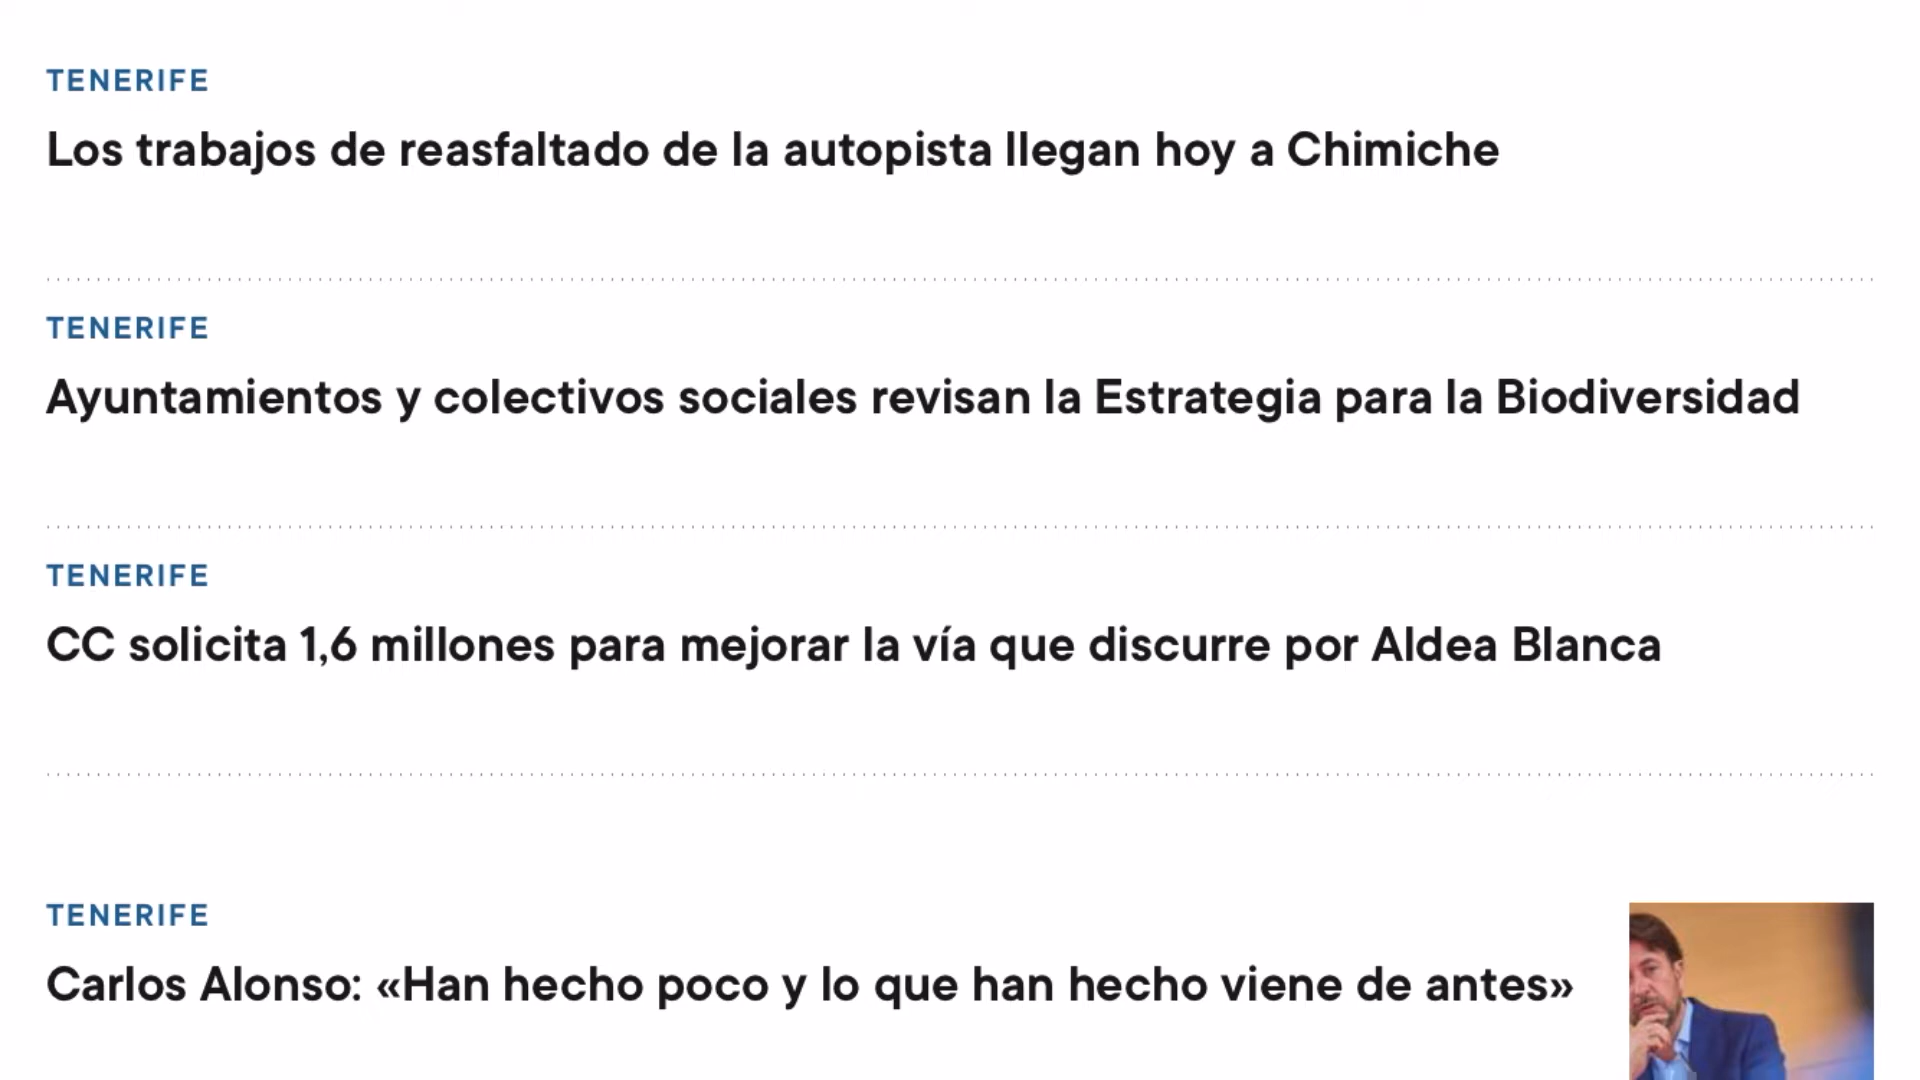 TENERIFE
Los trabajos de reasfaltado de la autopista llegan hoy a Chimiche
TENERIFE
Ayuntamientos y colectivos sociales revisan la Estrategia para la Biodiversidad
TENERIFE
CC solicita 1,6 millones para mejorar la vía que discurre por Aldea Blanca
TENERIFE
Carlos Alonso: «Han hecho poco y lo que han hecho viene de antes»